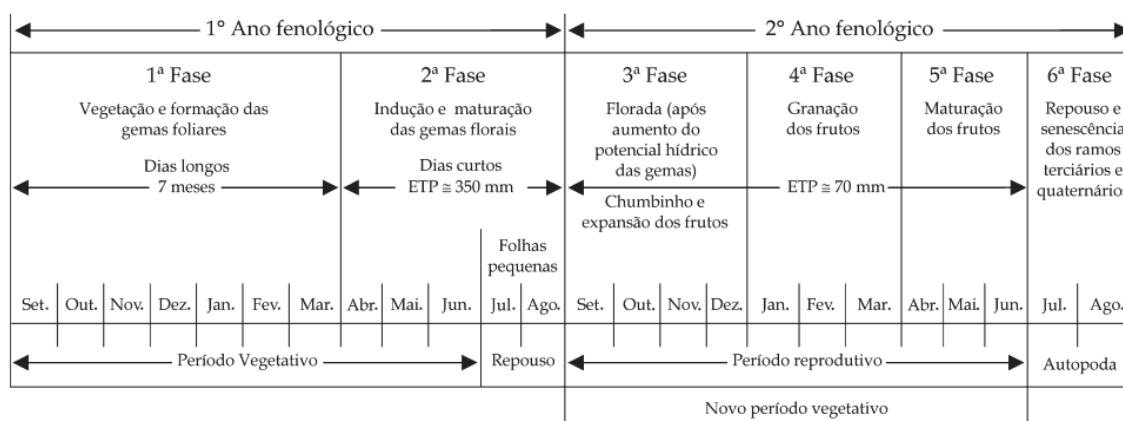 1º Ano fenológico
2º Ano fenológico
1ª Fase
Vegetação e formação das
gemas foliares
Dias longos
7 meses
2ª Fase
Indução e maturação
das gemas florais
Dias curtos
ETP ≅ 350 mm
Folhas
pequenas
3ª Fase
Florada (após
aumento do
potencial hídrico
das gemas)
Chumbinho e
expansão dos frutos
4ª Fase
Granação
dos frutos
ETP ≅ 70 mm
5ª Fase
Maturação
dos frutos
6ª Fase
Repouso e
senescência
dos ramos
terciários e
quaternários
Set. Out. Nov. Dez. Jan. Fev. Mar. Abr. Mai. Jun. Jul. Ago. Set. Out. Nov. Dez. Jan. Fev. Mar. Abr. Mai. Jun. Jul. Ago.
Período Vegetativo Repouso Período reprodutivo Autopoda
Novo período vegetativo